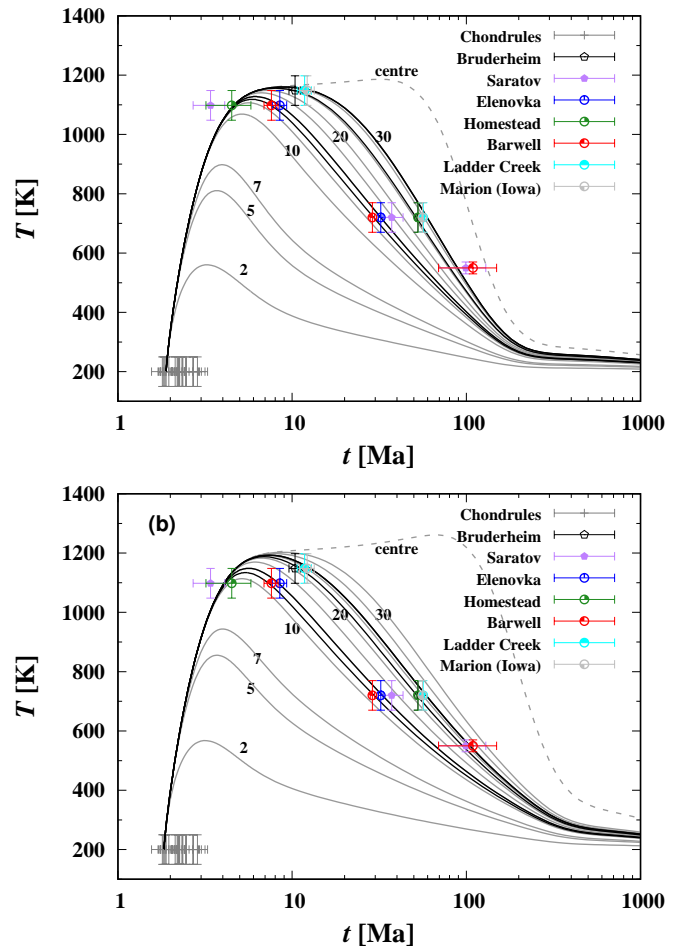 1400
1200
1000
800
600
400
200
T [K]
1
10
100
1000
t [Ma]
centre
30
20
10
7
5
2
Chondrules
Bruderheim
Saratov
Elenovka
Homestead
Barwell
Ladder Creek
Marion (Iowa)
(b)
1400
1200
1000
800
600
400
200
T [K]
1
10
100
1000
t [Ma]
centre
30
20
10
7
5
2
Chondrules
Bruderheim
Saratov
Elenovka
Homestead
Barwell
Ladder Creek
Marion (Iowa)